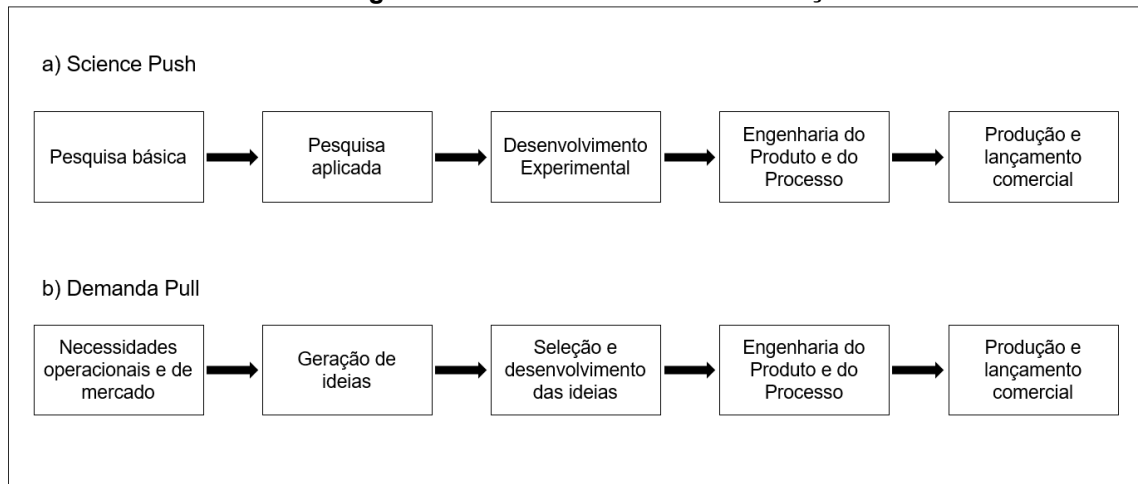 a) Science Push
Pesquisa básica
Pesquisa
aplicada
Desenvolvimento
Experimental
Engenharia do
Produto e do
Processo
Produção e
lançamento
comercial
b) Demanda Pull
Necessidades
operacionais e de
mercado
Geração de
ideias
Seleção e
desenvolvimento
das ideias
Engenharia do
Produto e do
Processo
Produção e
lançamento
comercial